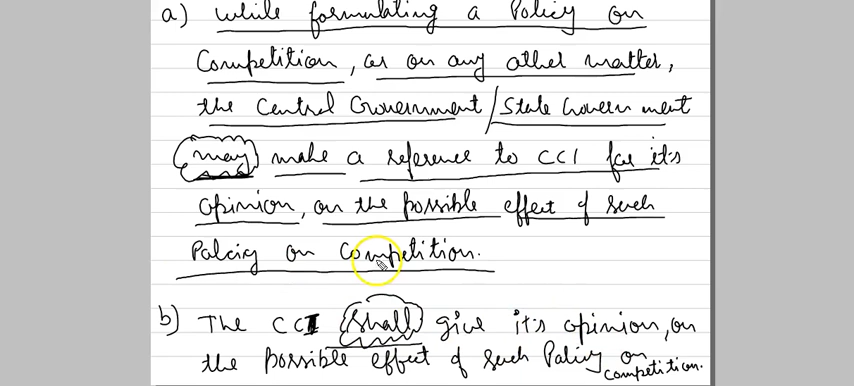 a) while formulating a Policy on
Competition, or on any other matter,
the Central Government/State Government
may make a reference to CCI for it's
opinion, on the possible effect of such
Palciy on Competition.
b) The CCI shall give it's opinion, on
the possible effect of such Policy on
competition.